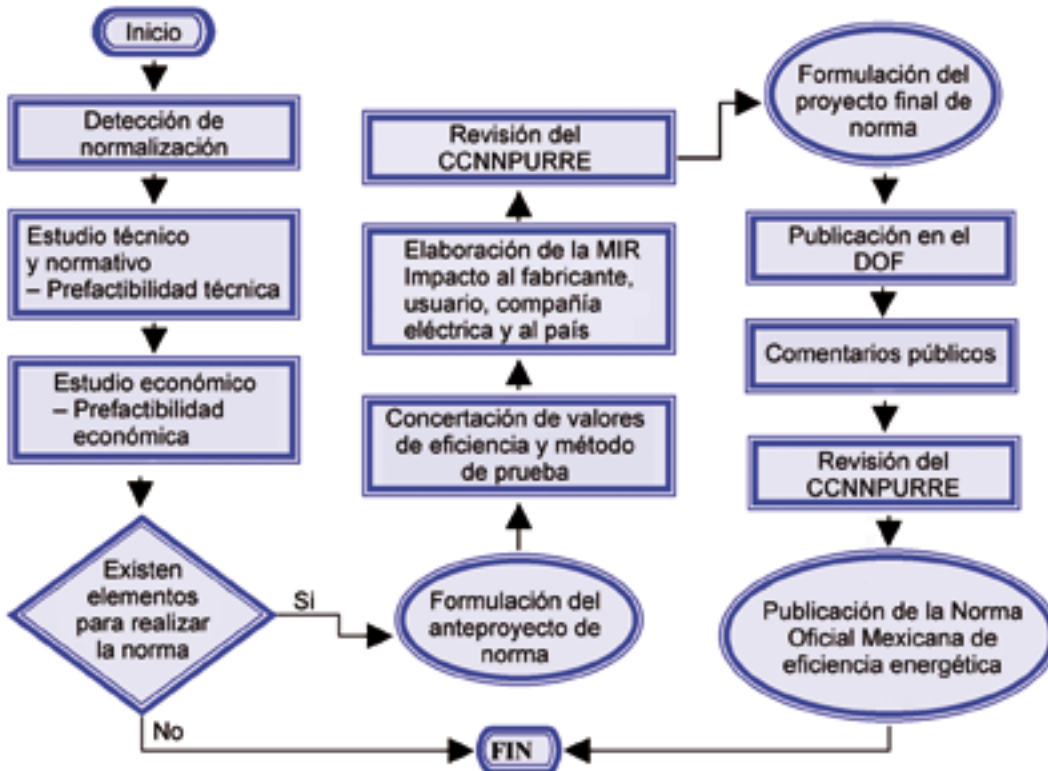 Inicio
Detección de
normalización
Estudio técnico
y normativo
– Prefactibilidad técnica
Estudio económico
– Prefactibilidad
económica
Existen
elementos
para realizar
la norma
Si
No
Formulación del
anteproyecto de
norma
Concertación de valores
de eficiencia y método
de prueba
Elaboración de la MIR
Impacto al fabricante,
usuario, compañía
eléctrica y al país
Revisión del
CCNNPURRE
Formulación del
proyecto final de
norma
Publicación en el
DOF
Comentarios públicos
Revisión del
CCNNPURRE
Publicación de la Norma
Oficial Mexicana de
eficiencia energética
FIN